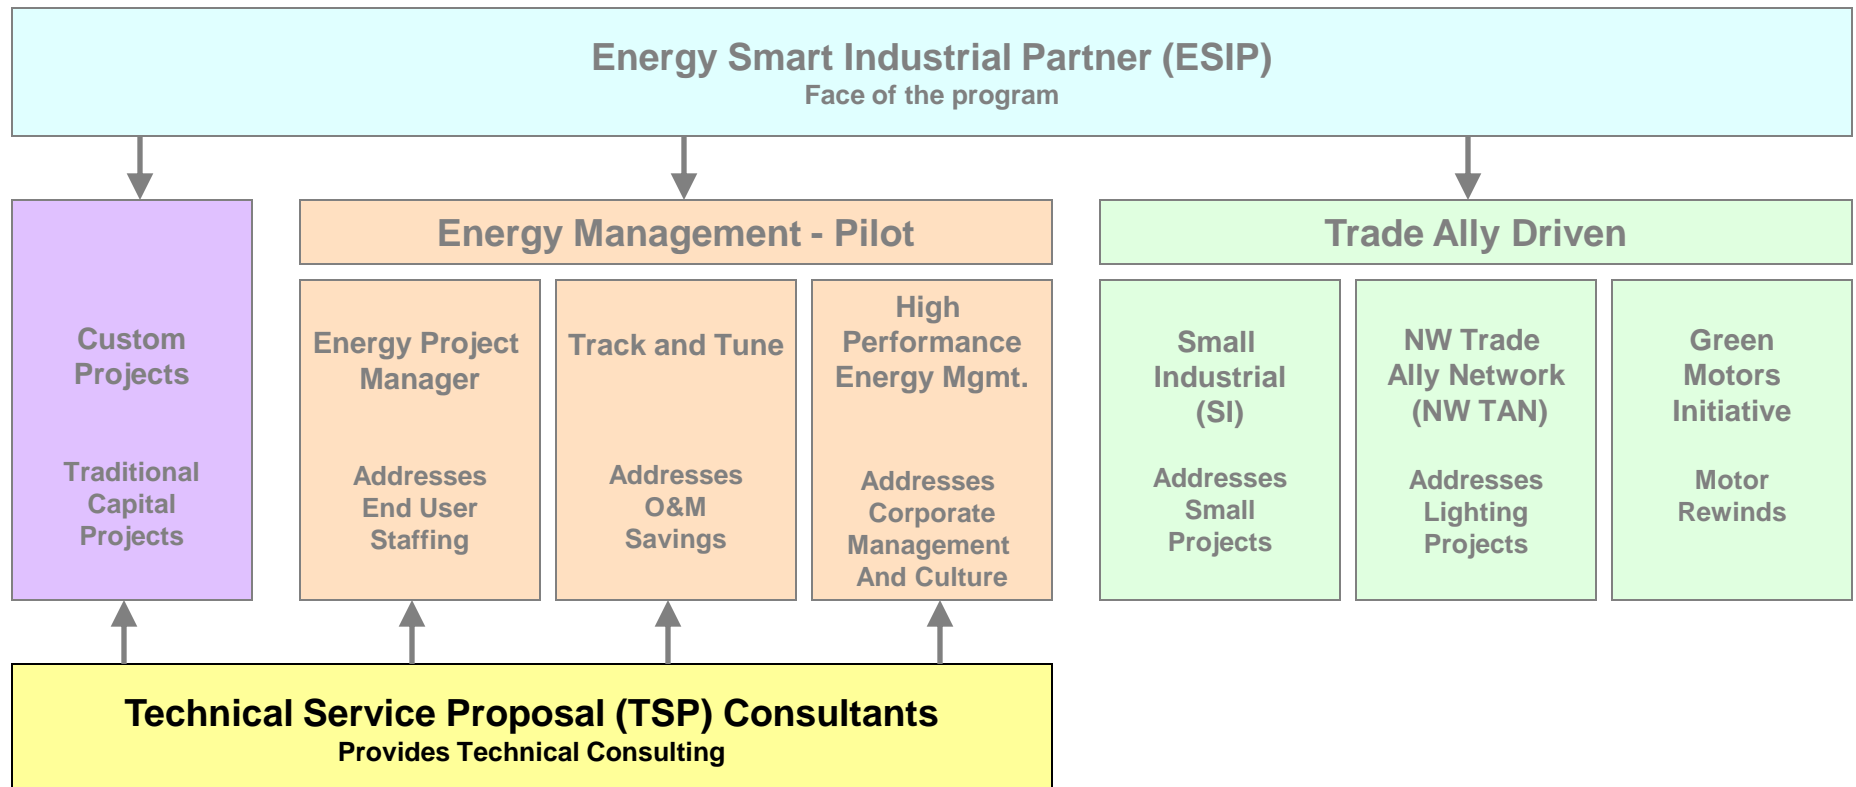 Energy Smart Industrial Partner (ESIP)
Face of the program
Custom
Projects
Traditional
Capital
Projects
Energy Management - Pilot
Energy Project
Manager
Addresses
End User
Staffing
Track and Tune
Addresses
O&M
Savings
High
Performance
Energy Mgmt.
Addresses
Corporate
Management
And Culture
Trade Ally Driven
Small
Industrial
(SI)
Addresses
Small
Projects
NW Trade
Ally Network
(NW TAN)
Addresses
Lighting
Projects
Green
Motors
Initiative
Motor
Rewinds
Technical Service Proposal (TSP) Consultants
Provides Technical Consulting